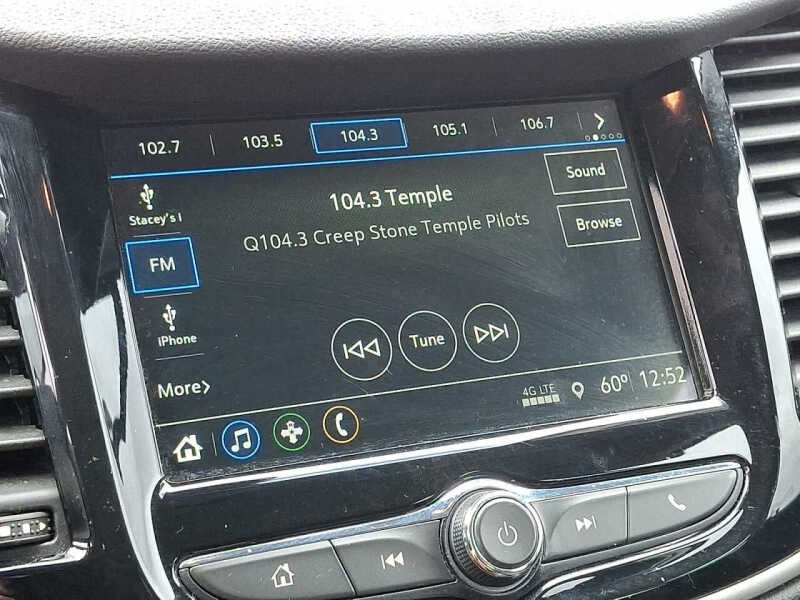 102.7 103.5 104.3 105.1 106.7
Stacey's I
104.3 Temple
Sound
Q104.3 Creep Stone Temple Pilots
Browse
FM
iPhone
Tune
More
4G LTE
60° 12:52